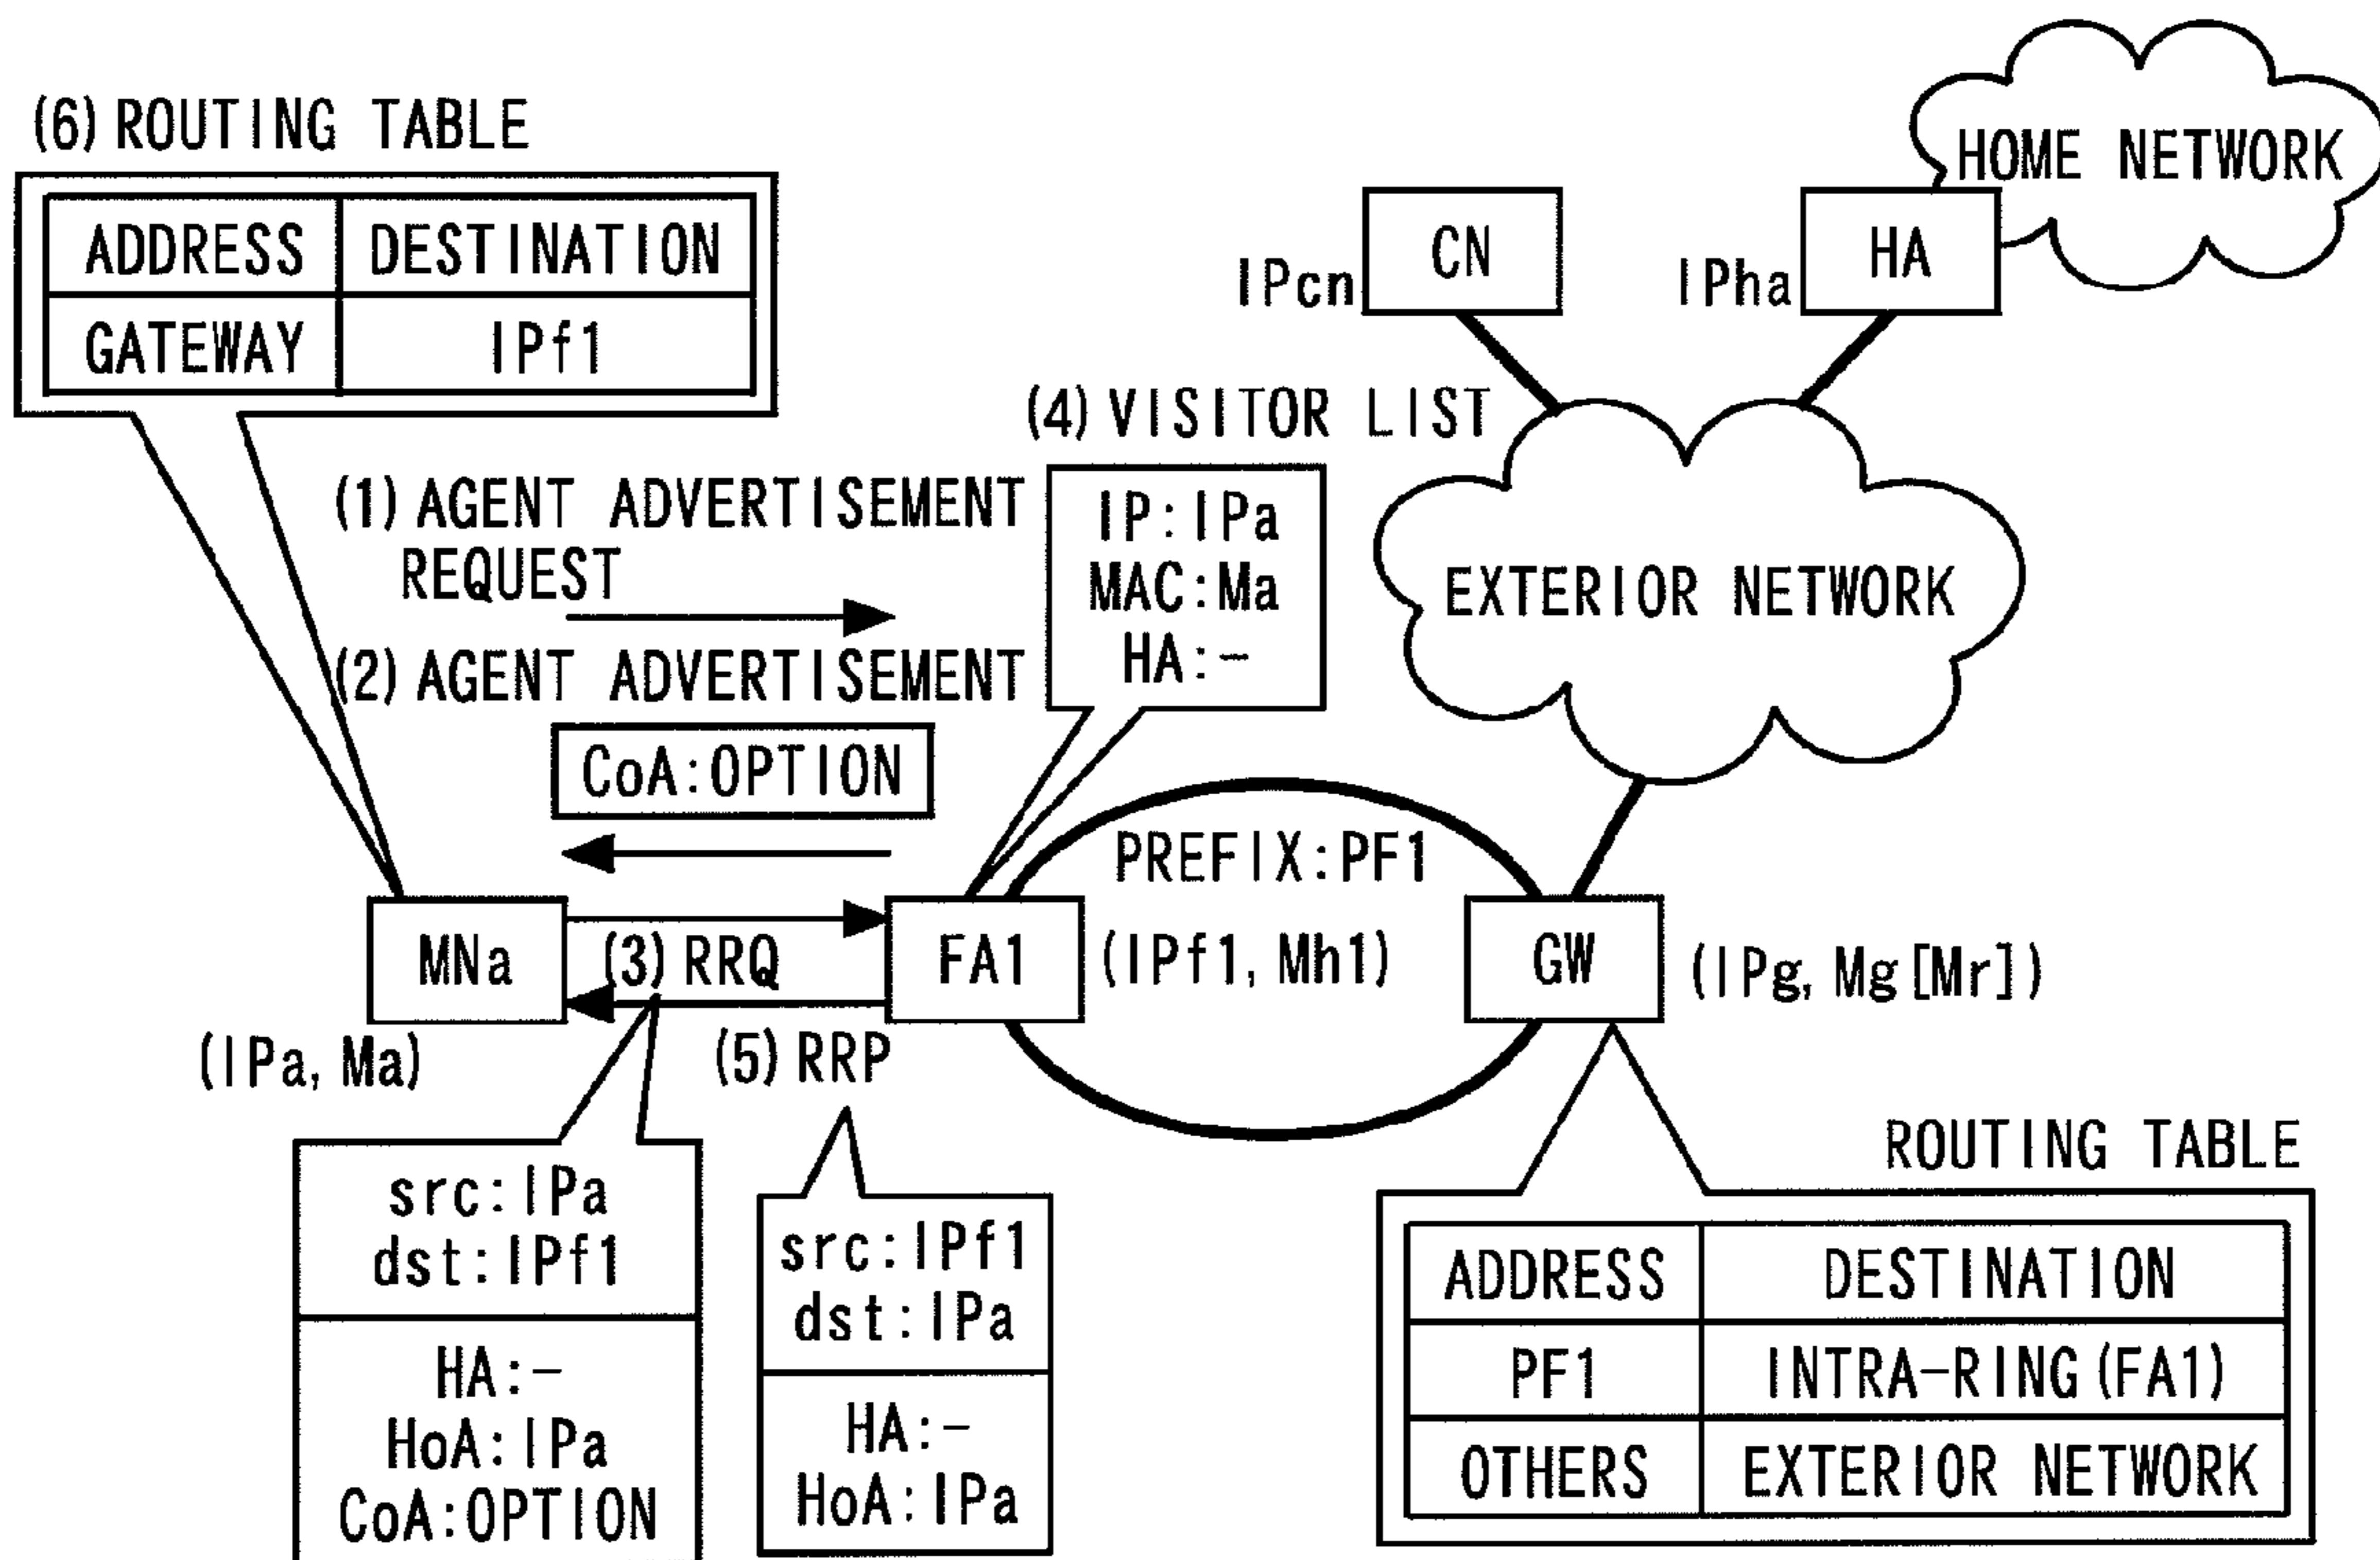 (6) ROUTING TABLE
ADDRESS DESTINATION
GATEWAY IPf1
HOME NETWORK
CN
IPcn
HA
IPha
(4) VISITOR LIST
IP:IPa
MAC:Ma
HA:-
(1) AGENT ADVERTISEMENT
REQUEST
(2) AGENT ADVERTISEMENT
CoA:OPTION
EXTERIOR NETWORK
PREFIX:PF1
MNa
(3) RRQ
FA1
(IPf1, Mh1)
GW
(IPg, Mg[Mr])
(IPa, Ma)
(5) RRP
src:IPa
dst:IPf1
HA:-
HoA:IPa
CoA:OPTION
src:IPf1
dst:IPa
HA:-
HoA:IPa
ROUTING TABLE
ADDRESS DESTINATION
PF1 INTRA-RING(FA1)
OTHERS EXTERIOR NETWORK